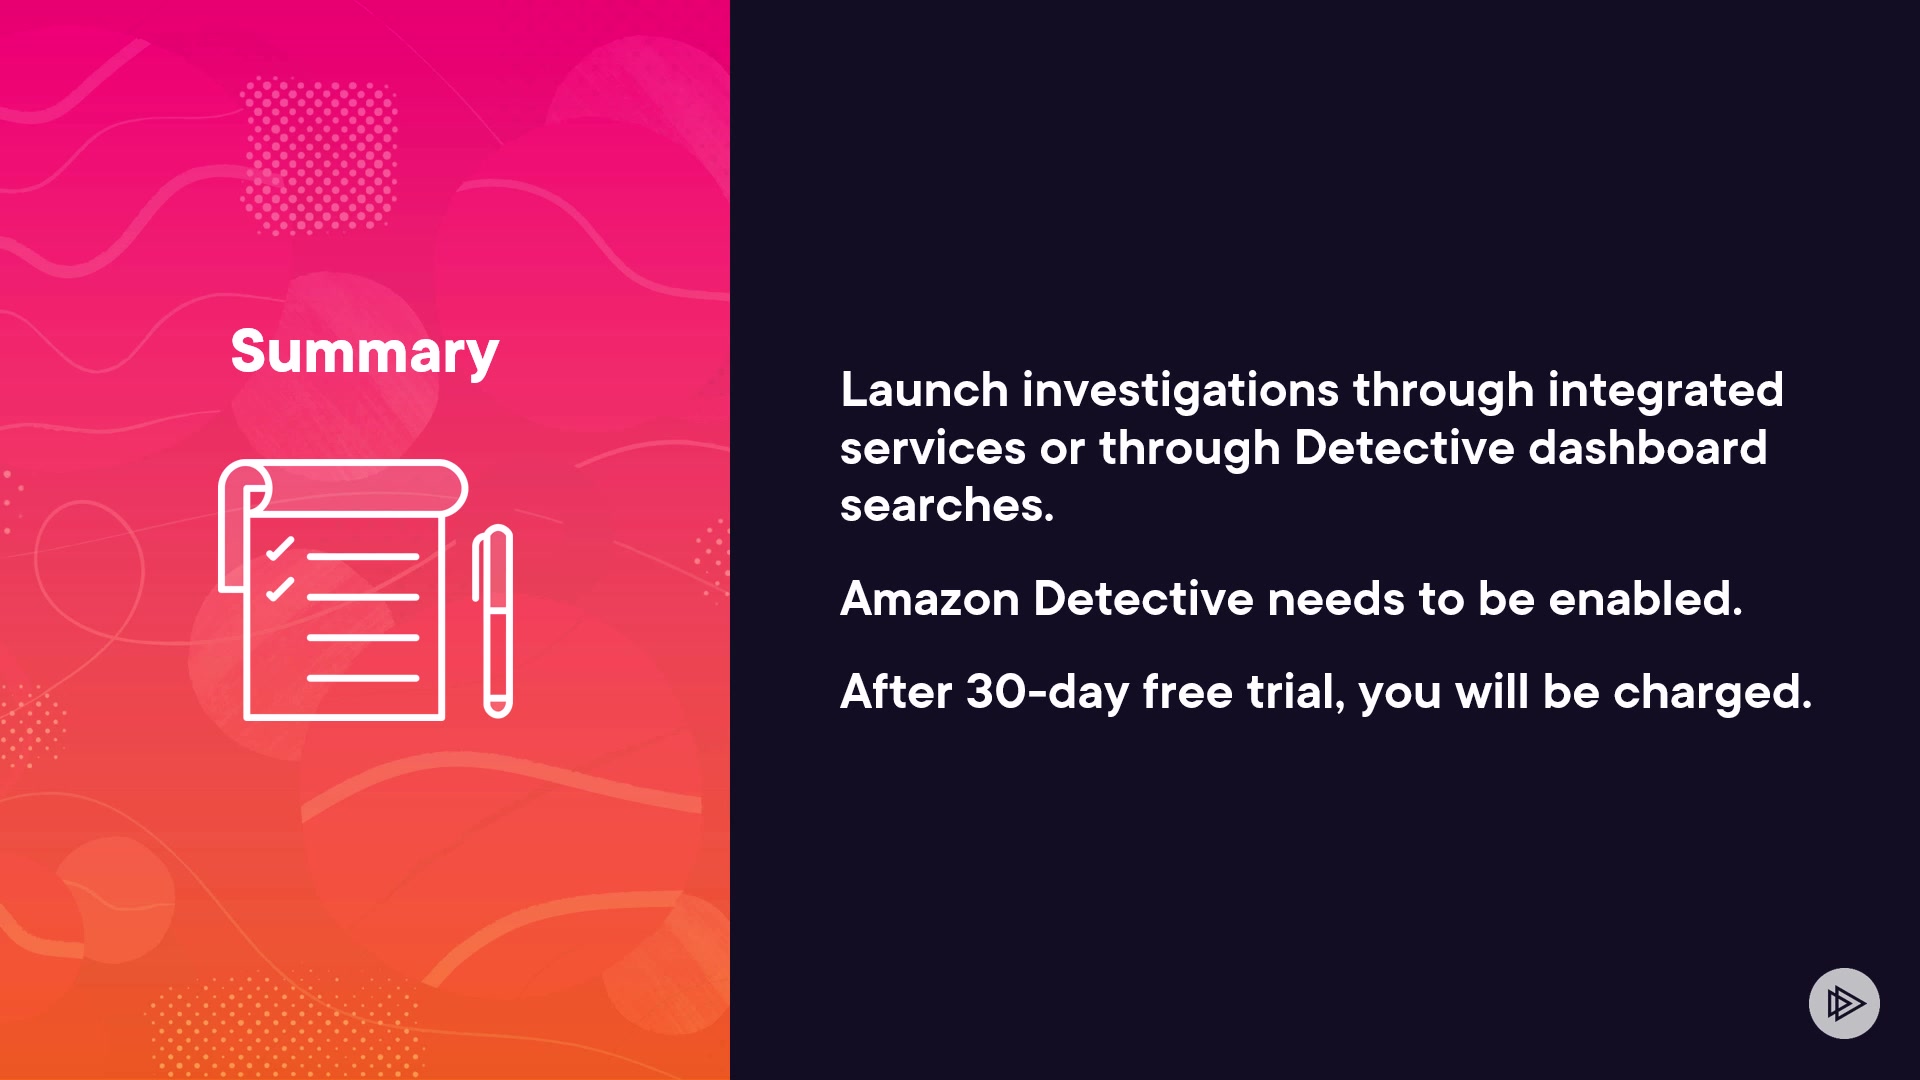 Summary
Launch investigations through integrated
services or through Detective dashboard
searches.
Amazon Detective needs to be enabled.
After 30-day free trial, you will be charged.